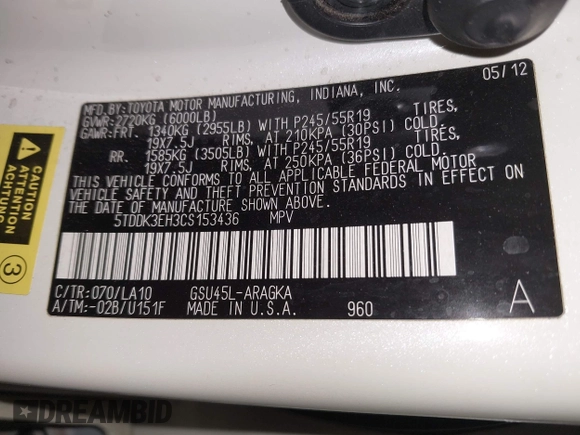 05/12
MFD.BY:TOYOTA MOTOR MANUFACTURING, INDIANA, INC.
GVWR:2720KG (6000LB)
GAWR:FRT. 1340KG (2955LB) WITH P245/55R19 TIRES,
19X7.5J RIMS, AT 210KPA (30PSI) COLD.
RR. 1585KG (3505LB) WITH P245/55R19 TIRES,
19X7.5J RIMS, AT 250KPA (36PSI) COLD.
THIS VEHICLE CONFORMS TO ALL APPLICABLE FEDERAL MOTOR
VEHICLE SAFETY AND THEFT PREVENTION STANDARDS IN EFFECT ON
THE DATE OF MANUFACTURE SHOWN ABOVE.
5TDDK3EH3CS153436 MPV
C/TR:070/LA10 GSU45L-ARAGKA
A/TM:-02B/U151F MADE IN U.S.A. 960 A
CAUTION
ATTENTION
ACHTUNG
3
DREAMBID